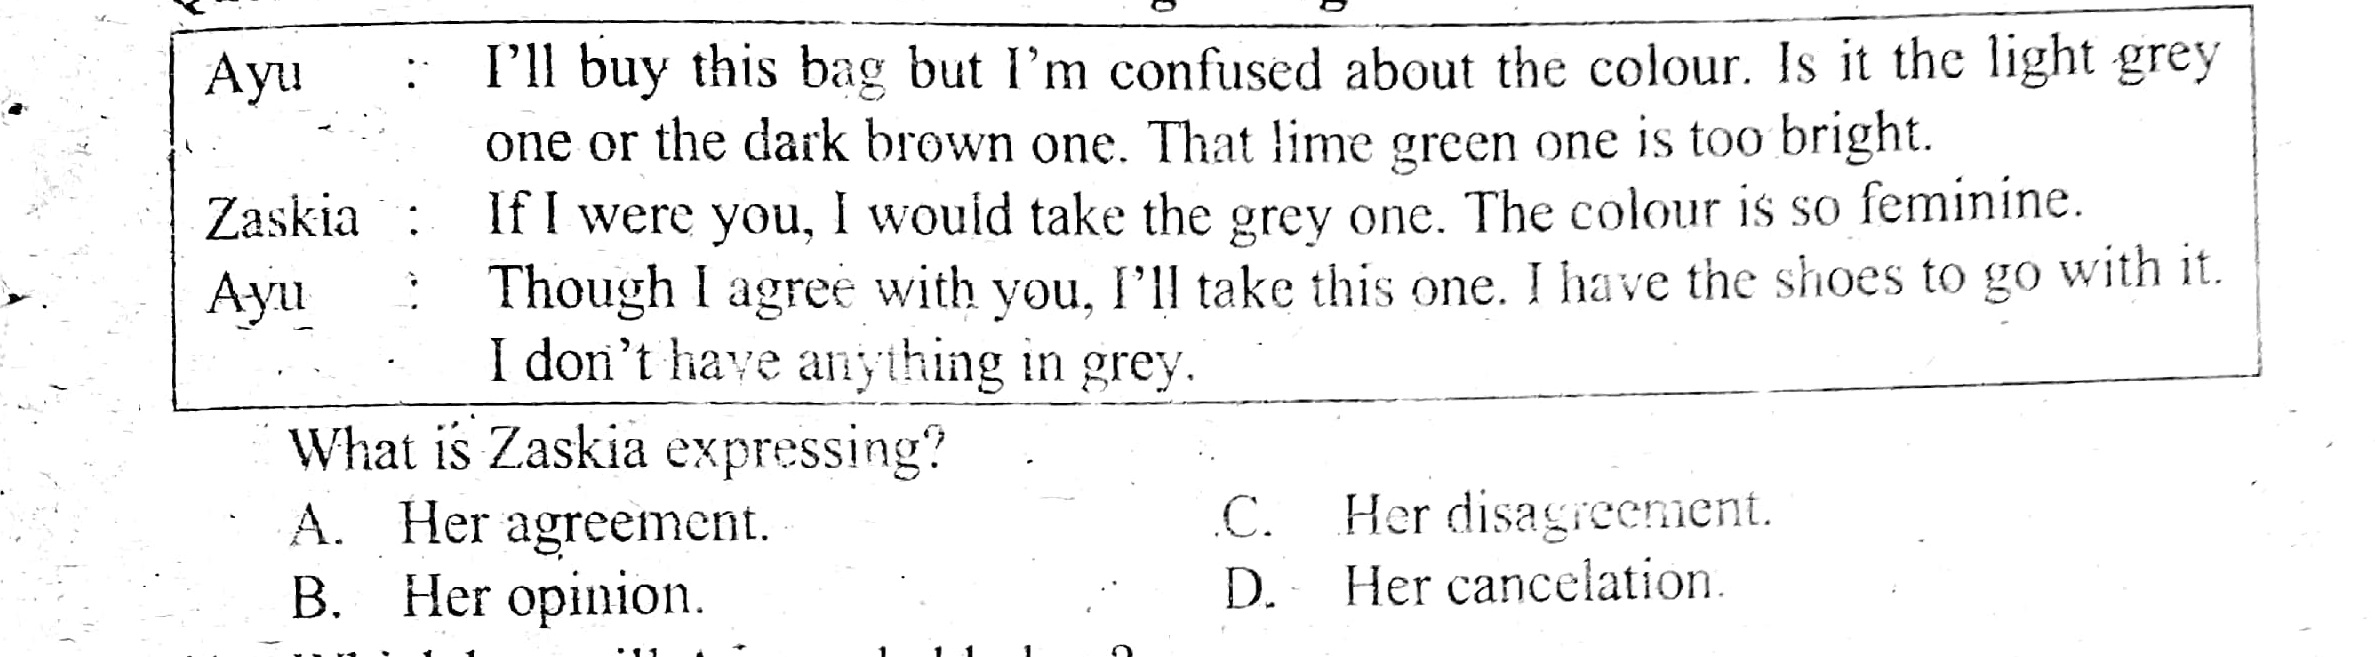 Ayu : I'll buy this bag but I'm confused about the colour. Is it the light grey
one or the dark brown one. That lime green one is too bright.
Zaskia : If I were you, I would take the grey one. The colour is so feminine.
Ayu : Though I agree with you, I'll take this one. I have the shoes to go with it.
I don't have anything in grey.
What is Zaskia expressing?
A. Her agreement. C. Her disagreement.
B. Her opinion. D. Her cancelation.